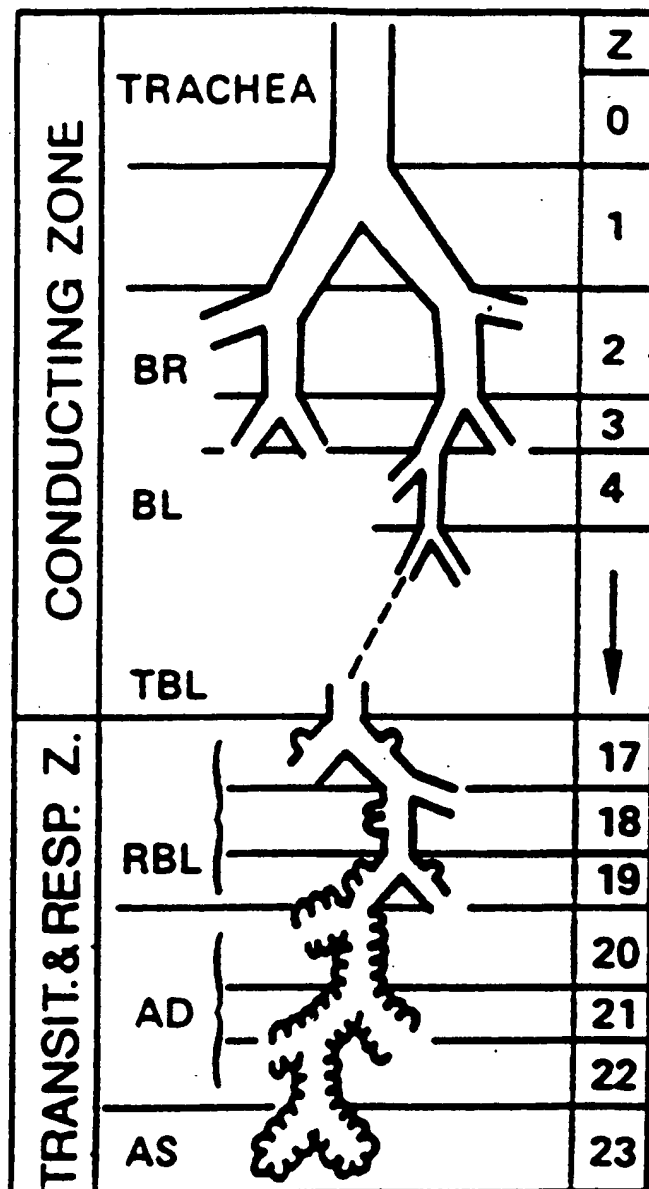 Z
TRACHEA
0
CONDUCTING ZONE
1
BR
2
3
BL
4
TBL
TRANSIT.& RESP. Z.
17
18
RBL
19
20
AD
21
22
AS
23